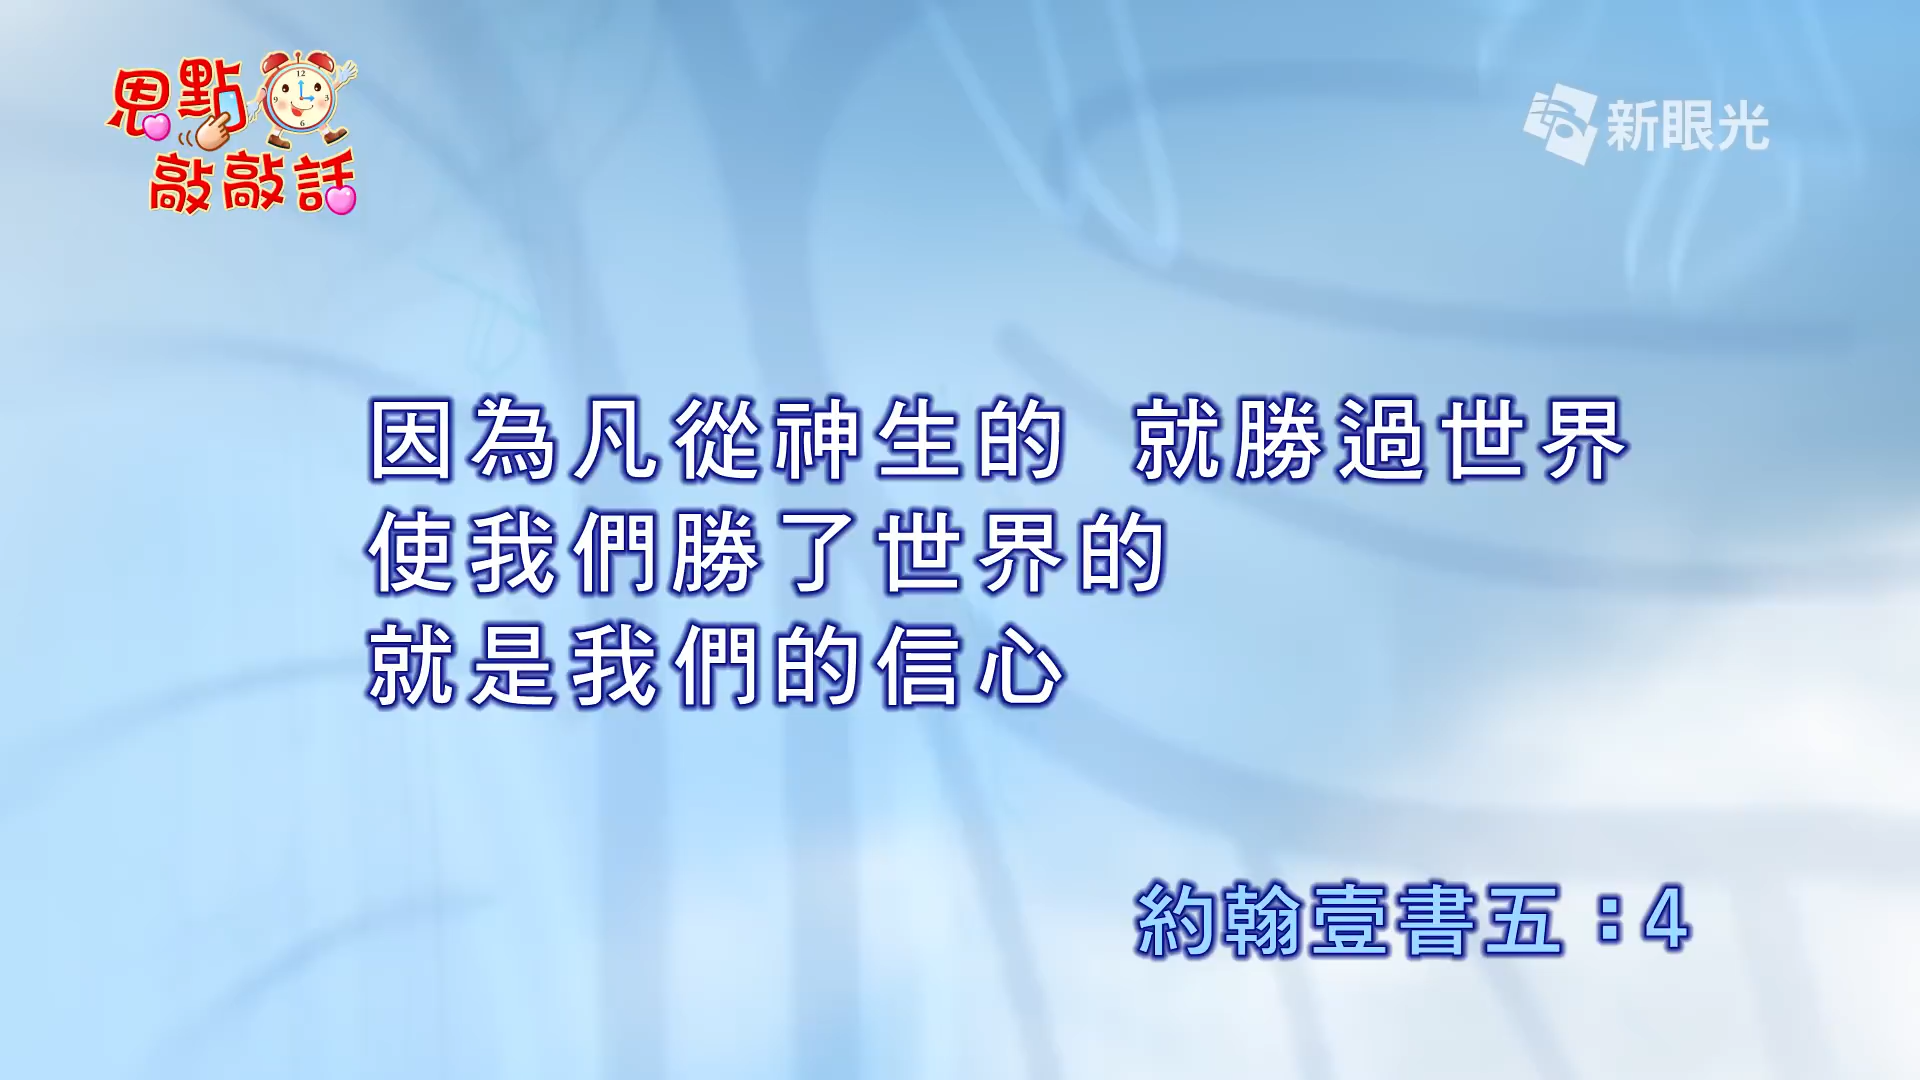 恩點
敲敲話
新眼光
因為凡從神生的 就勝過世界
使我們勝了世界的
就是我們的信心
約翰壹書五：4